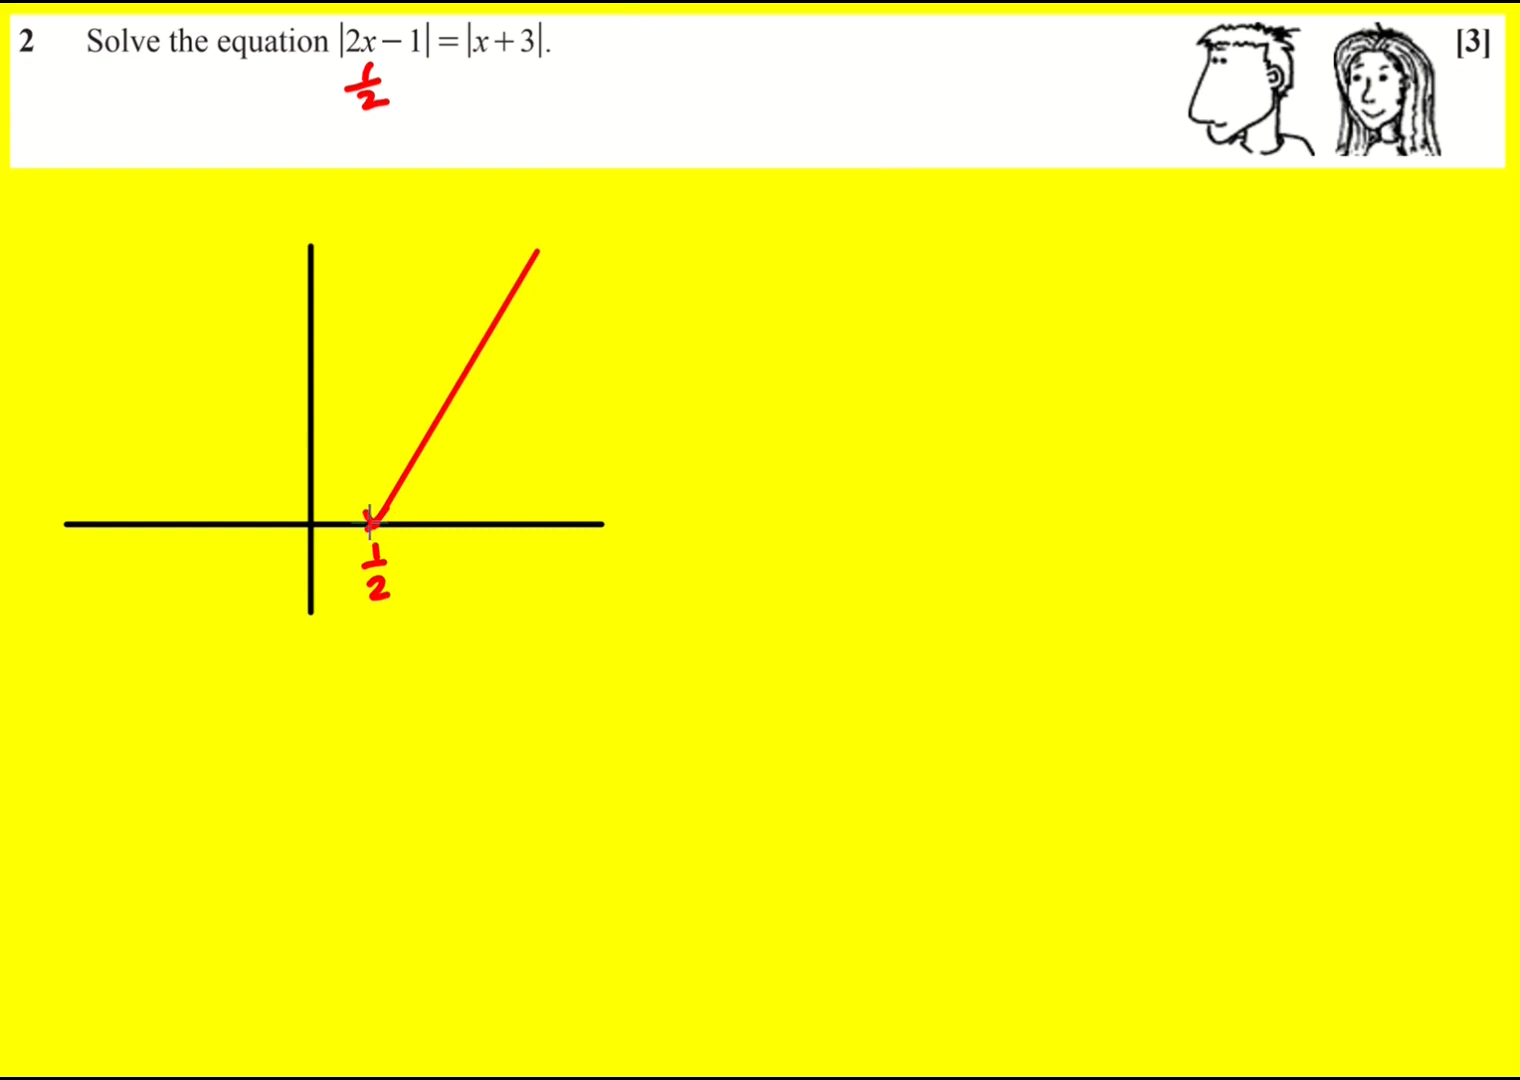 2 Solve the equation |2x − 1| = |x + 3|. [3]
1/2
1/2